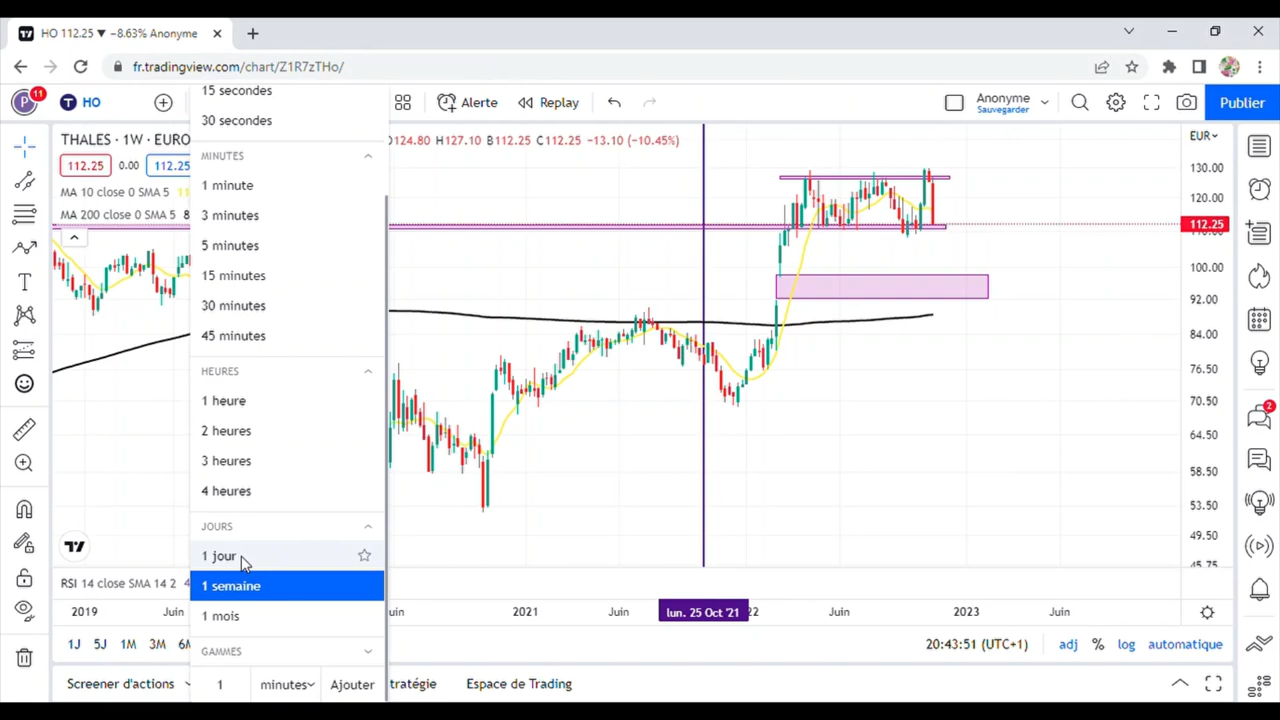 HO 112.25 ▼ −8.63% Anonyme
fr.tradingview.com/chart/Z1R7zTHo/
P 11
HO
Alerte
Replay
Anonyme
Sauvegarder
Publier
THALES · 1W · EURO
124.80 H127.10 B112.25 C112.25 −13.10 (−10.45%)
EUR
112.25
0.00
112.25
MA 10 close 0 SMA 5
MA 200 close 0 SMA 5
15 secondes
30 secondes
MINUTES
1 minute
3 minutes
5 minutes
15 minutes
30 minutes
45 minutes
HEURES
1 heure
2 heures
3 heures
4 heures
JOURS
1 jour
1 semaine
1 mois
GAMMES
1
minutes
Ajouter
130.00
120.00
112.25
100.00
92.00
84.00
76.50
70.50
64.50
58.50
53.50
49.50
45.75
2
RSI 14 close SMA 14 2
2019
Juin
2021
Juin
lun. 25 Oct '21
Juin
2023
Juin
1J
5J
1M
3M
20:43:51 (UTC+1)
adj
%
log
automatique
Screener d'actions
Espace de Trading